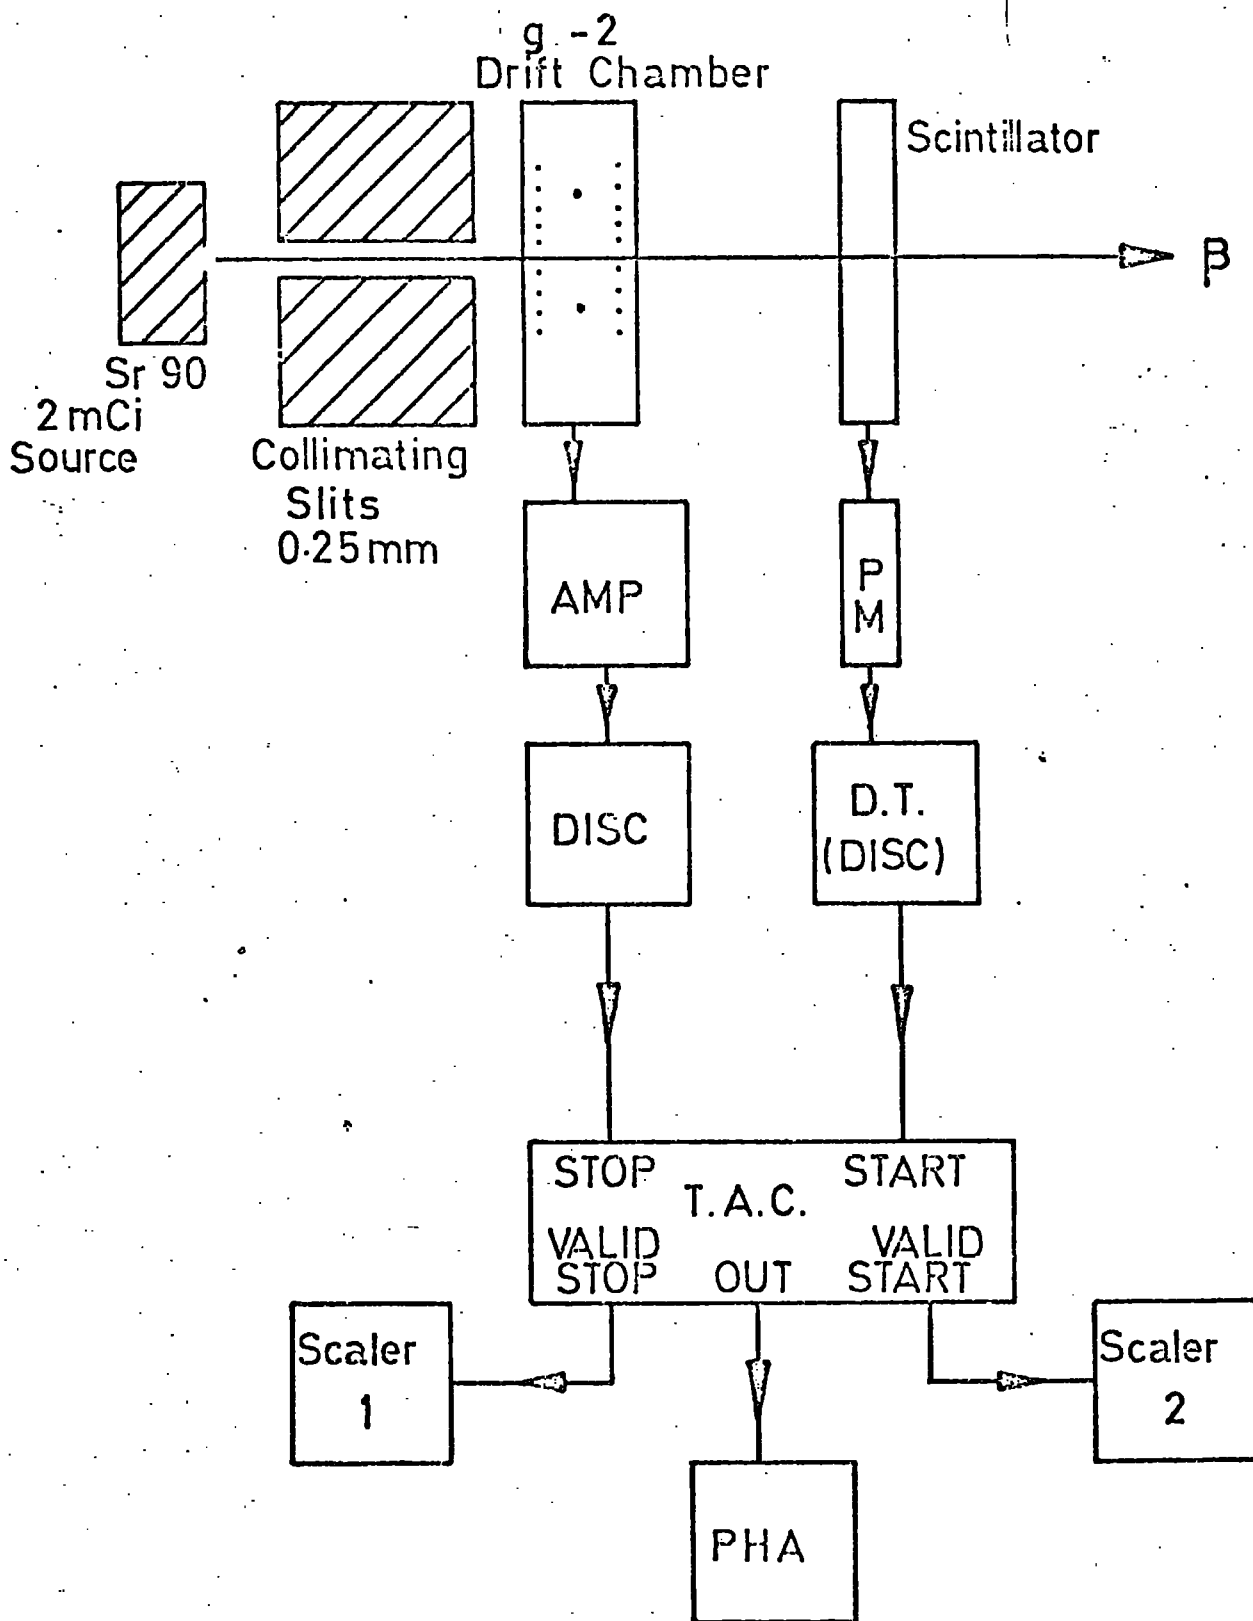 g -2
Drift Chamber
Scintillator
β
Sr 90
2 mCi
Source
Collimating
Slits
0·25mm
AMP
P
M
DISC
D.T.
(DISC)
STOP
START
T.A.C.
VALID
STOP
OUT
VALID
START
Scaler
1
Scaler
2
PHA